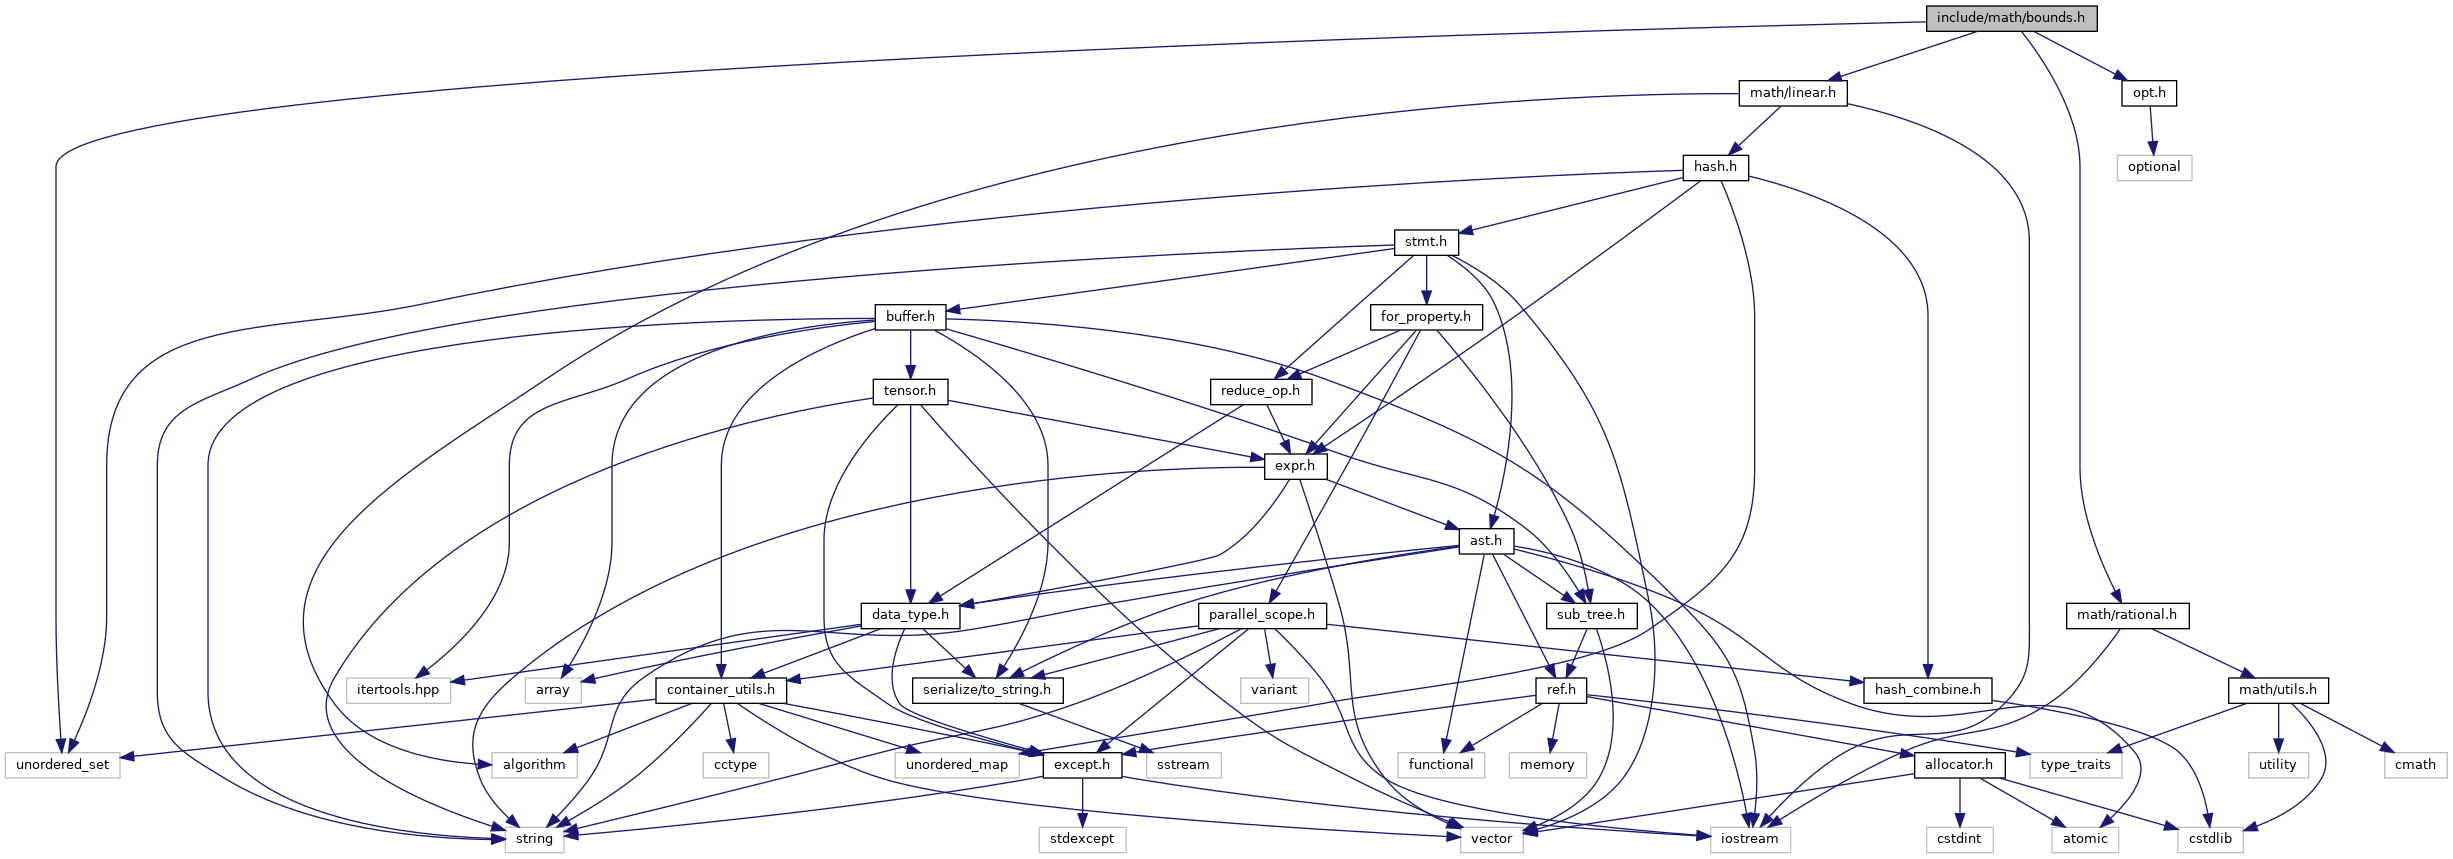 include/math/bounds.h
math/linear.h
opt.h
hash.h
optional
stmt.h
buffer.h
for_property.h
tensor.h
reduce_op.h
expr.h
ast.h
data_type.h
parallel_scope.h
sub_tree.h
math/rational.h
itertools.hpp
array
container_utils.h
serialize/to_string.h
variant
ref.h
hash_combine.h
math/utils.h
unordered_set
algorithm
cctype
unordered_map
except.h
sstream
functional
memory
allocator.h
type_traits
utility
cmath
string
stdexcept
vector
iostream
cstdint
atomic
cstdlib